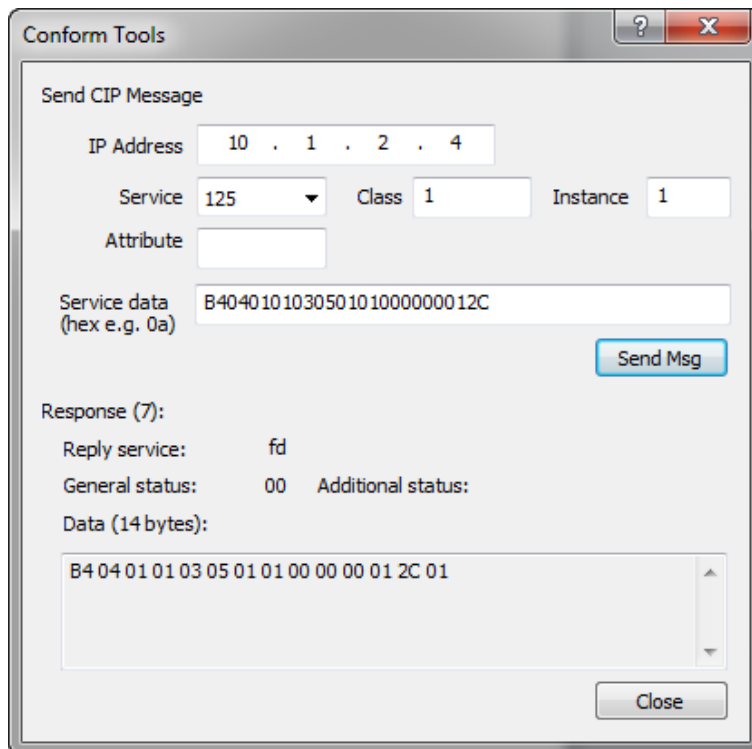 Conform Tools
Send CIP Message
IP Address 10 . 1 . 2 . 4
Service 125 Class 1 Instance 1
Attribute
Service data B40401010305010100000​0012C
(hex e.g. 0a)
Send Msg
Response (7):
Reply service: fd
General status: 00 Additional status:
Data (14 bytes):
B4 04 01 01 03 05 01 01 00 00 00 01 2C 01
Close